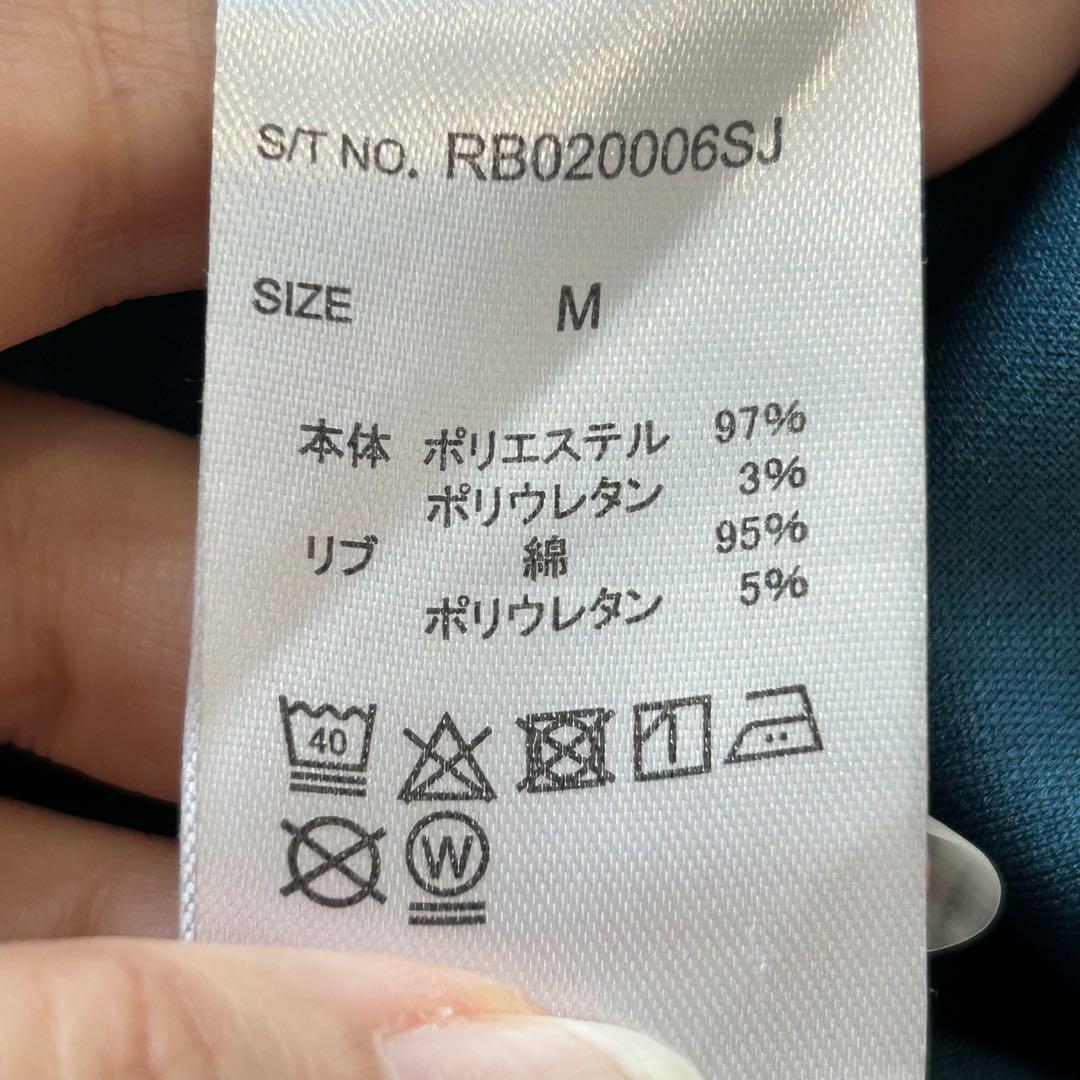 S/T NO. RB020006SJ
SIZE M
本体 ポリエステル 97%
ポリウレタン 3%
リブ 綿 95%
ポリウレタン 5%
40
W